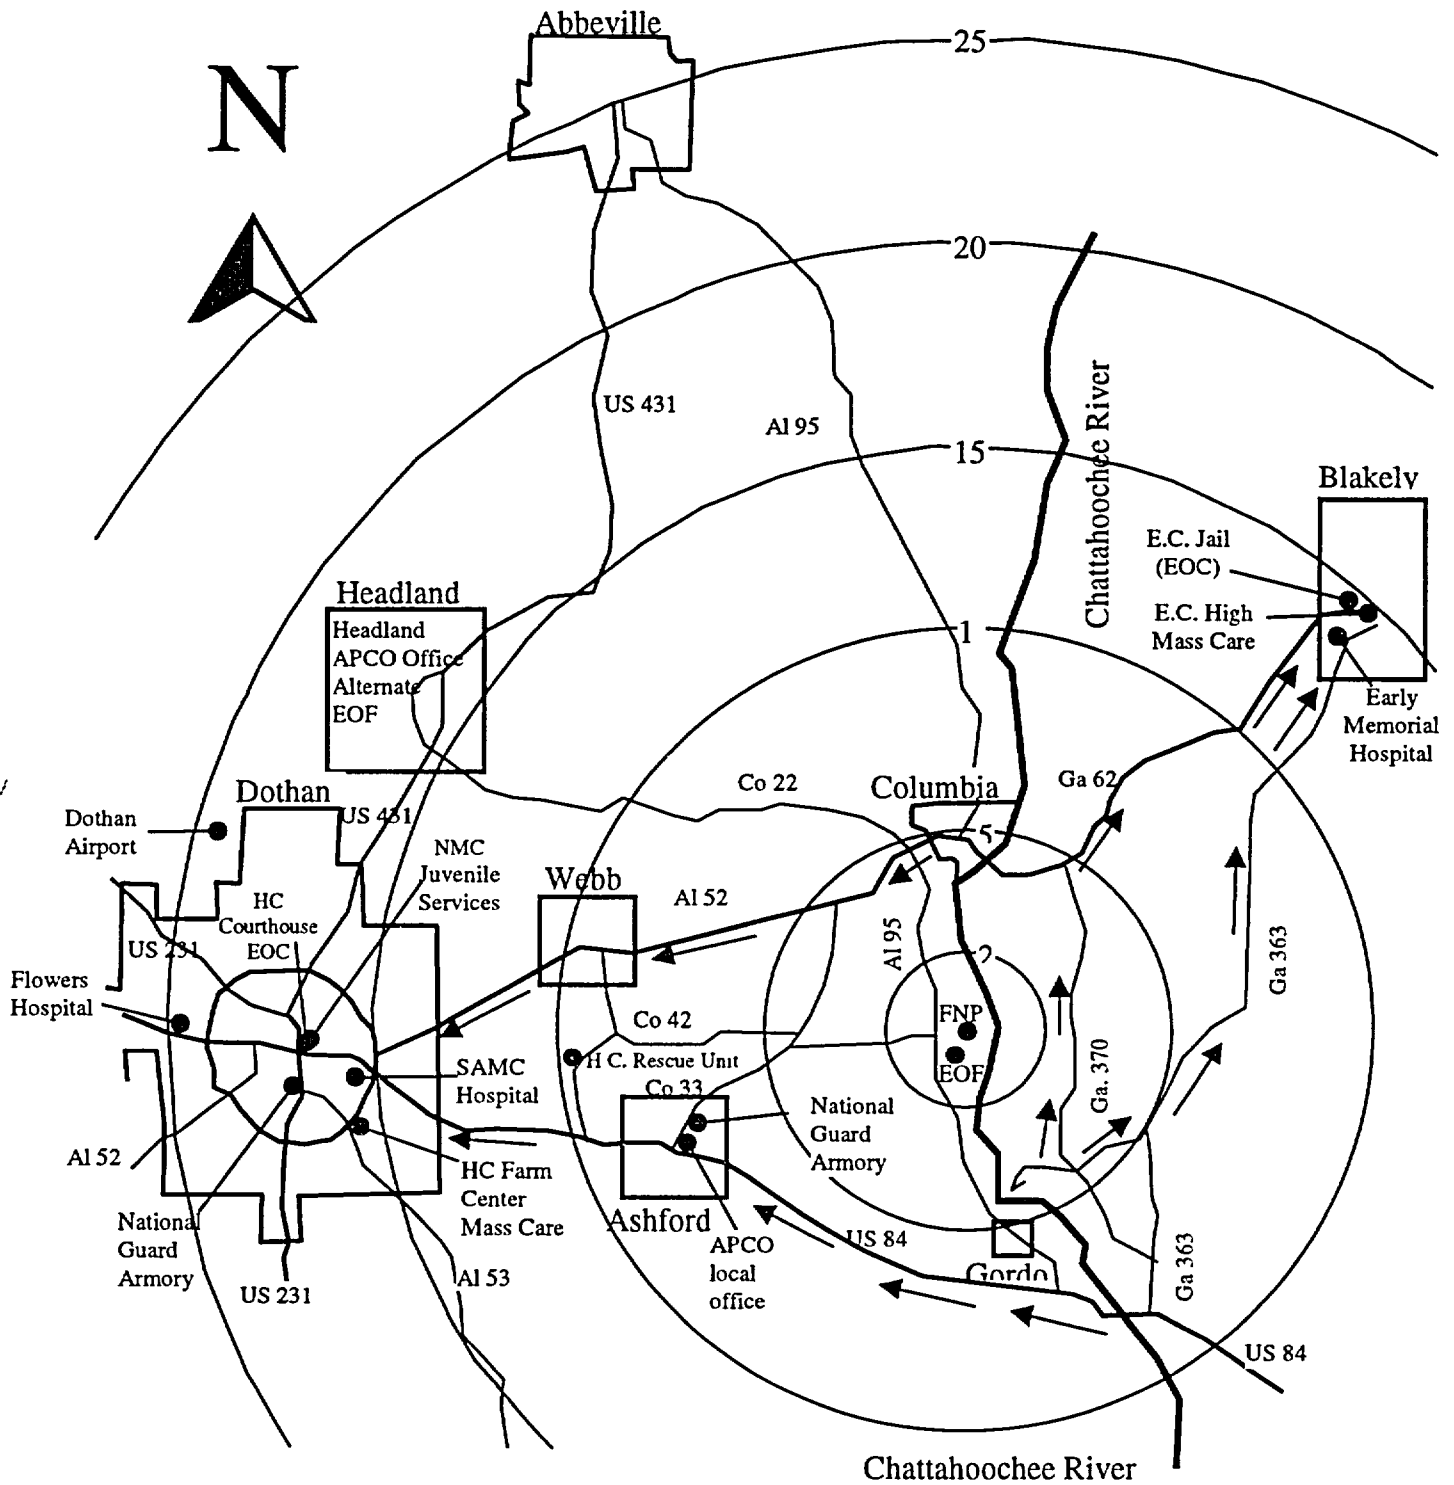 Abbeville
25
N
20
US 431
Al 95
Chattahoochee River
15
Blakely
E.C. Jail
(EOC)
E.C. High
Mass Care
Early
Memorial
Hospital
Headland
Headland
APCO Office
Alternate
EOF
1
Co 22
Columbia
Ga 62
Dothan
US 431
Dothan
Airport
NMC
Juvenile
Services
5
Webb
HC
Courthouse
EOC
Al 52
US 231
Al 95
2
Ga 363
Flowers
Hospital
Co 42
FNP
EOF
H C. Rescue Unit
Co 33
SAMC
Hospital
Ga. 370
National
Guard
Armory
Al 52
HC Farm
Center
Mass Care
National
Guard
Armory
Ashford
APCO
local
office
US 84
Gordo
Ga 363
Al 53
US 231
US 84
Chattahoochee River